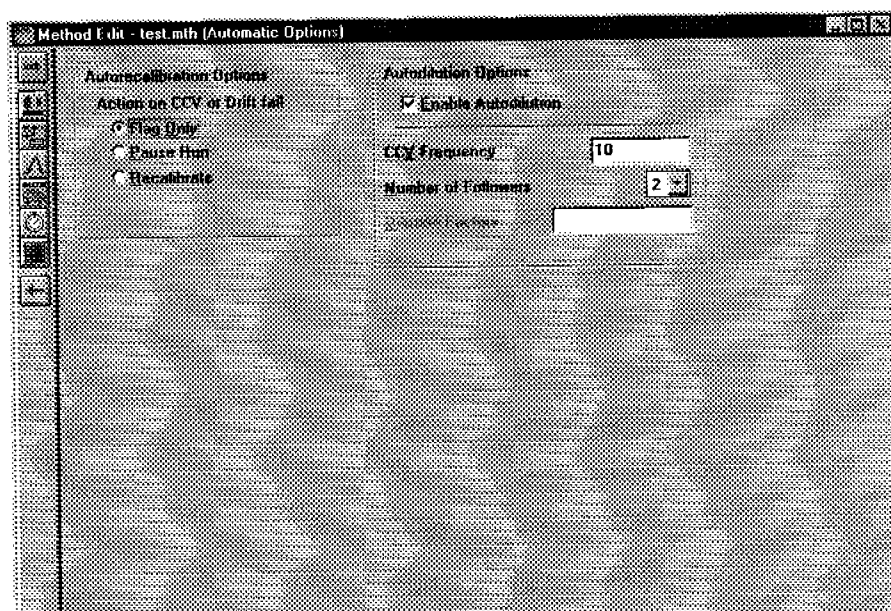 Method Edit - test.mth (Automatic Options)
Autorecalibration Options
Action on CCV or Drift fail
Flag Only
Pause Run
Recalibrate
Autodilution Options
Enable Autodilution
CCV Frequency
10
Number of Followers
2